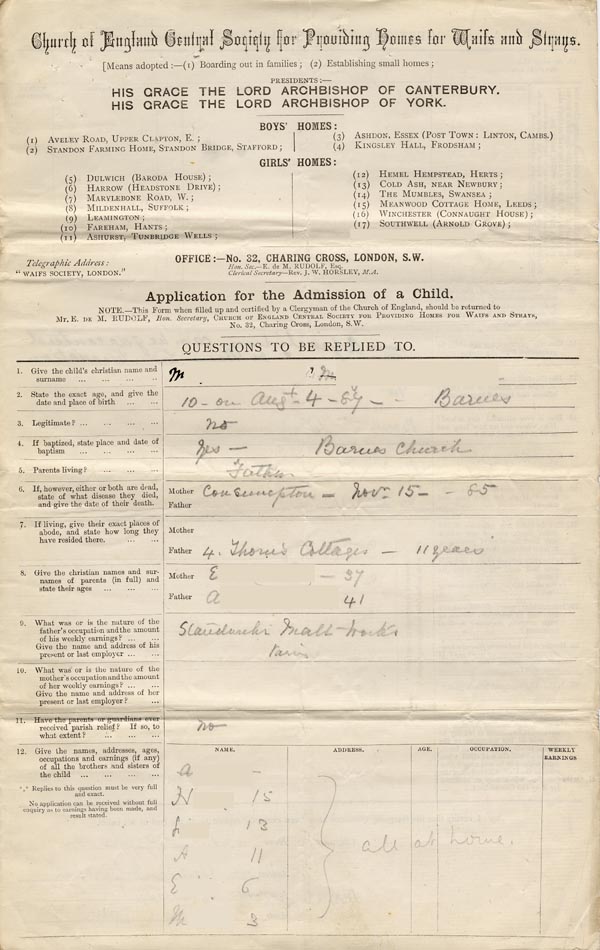 Church of England Central Society for Providing Homes for Waifs and Strays.
[Means adopted :—(1) Boarding out in families ; (2) Establishing small homes ;
PRESIDENTS :—
HIS GRACE THE LORD ARCHBISHOP OF CANTERBURY.
HIS GRACE THE LORD ARCHBISHOP OF YORK.
BOYS' HOMES:
(1) AVELEY ROAD, UPPER CLAPTON, E. ;
(2) STANDON FARMING HOME, STANDON BRIDGE, STAFFORD ;
(3) ASHDON, ESSEX (POST TOWN : LINTON, CAMBS.)
(4) KINGSLEY HALL, FRODSHAM ;
GIRLS' HOMES:
(5) DULWICH (BARODA HOUSE) ;
(6) HARROW (HEADSTONE DRIVE) ;
(7) MARYLEBONE ROAD, W. ;
(8) MILDENHALL, SUFFOLK ;
(9) LEAMINGTON ;
(10) FAREHAM, HANTS ;
(11) ASHURST, TUNBRIDGE WELLS ;
(12) HEMEL HEMPSTEAD, HERTS ;
(13) COLD ASH, NEAR NEWBURY ;
(14) THE MUMBLES, SWANSEA ;
(15) MEANWOOD COTTAGE HOME, LEEDS ;
(16) WINCHESTER (CONNAUGHT HOUSE) ;
(17) SOUTHWELL (ARNOLD GROVE) ;
Telegraphic Address :
"WAIFS SOCIETY, LONDON."
OFFICE :—No. 32, CHARING CROSS, LONDON, S.W.
Hon. Sec.—E. DE M. RUDOLF, Esq.
Clerical Secretary—Rev. J. W. HORSLEY, M.A.
Application for the Admission of a Child.
NOTE.—This Form when filled up and certified by a Clergyman of the Church of England, should be returned to
Mr. E. DE M. RUDOLF, Hon. Secretary, CHURCH OF ENGLAND CENTRAL SOCIETY FOR PROVIDING HOMES FOR WAIFS AND STRAYS,
No. 32, Charing Cross, London, S.W.
QUESTIONS TO BE REPLIED TO.
1. Give the child's christian name and
surname ... ... ... ...
M M
2. State the exact age, and give the
date and place of birth ... ...
10 - on Augt 4 - 87 - Barnes
3. Legitimate? ... ... ... ...
no
4. If baptized, state place and date of
baptism ... ... ... ...
Yes - Barnes Church
5. Parents living? ... ... ...
Father
6. If, however, either or both are dead,
state of what disease they died,
and give the date of their death.
Mother Consumption - Novr 15 - 85
Father
7. If living, give their exact places of
abode, and state how long they
have resided there. ... ...
Mother
Father 4. Thorn's Cottages - 11 years
8. Give the christian names and sur-
names of parents (in full) and
state their ages ... ... ...
Mother E - 37
Father A 41
9. What was or is the nature of the
father's occupation and the amount
of his weekly earnings? ... ...
Give the name and address of his
present or last employer ... ...
Malt Works
10. What was or is the nature of the
mother's occupation and the amount
of her weekly earnings? ... ...
Give the name and address of her
present or last employer? ... ...
11. Have the parents or guardians ever
received parish relief? If so, to
what extent? ... ... ...
no
12. Give the names, addresses, ages,
occupations and earnings (if any)
of all the brothers and sisters of
the child ... ... ... ...
*** Replies to this question must be very full
and exact.
No application can be received without full
enquiry as to earnings having been made, and
result stated.
NAME. ADDRESS. AGE. OCCUPATION. WEEKLY EARNINGS
A -
H 15
13
A 11
E 6
M 3
all at home.